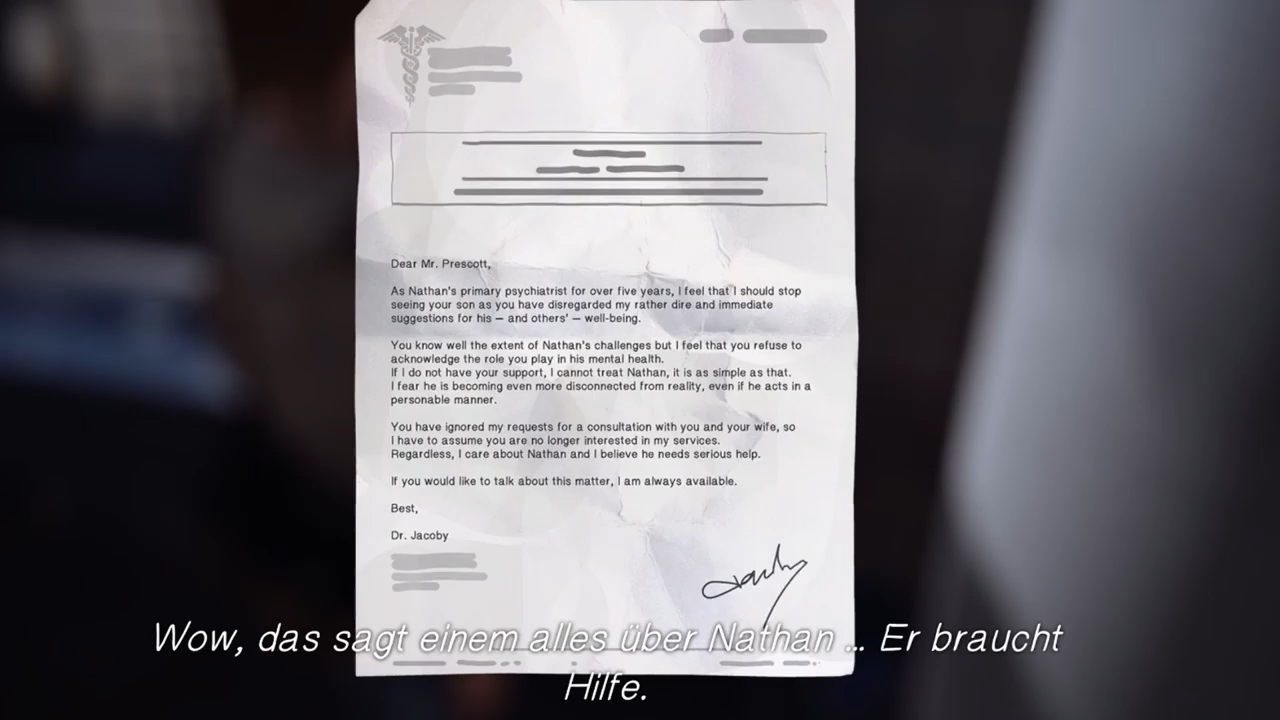 Dear Mr. Prescott,
As Nathan's primary psychiatrist for over five years, I feel that I should stop
seeing your son as you have disregarded my rather dire and immediate
suggestions for his – and others' – well-being.
You know well the extent of Nathan's challenges but I feel that you refuse to
acknowledge the role you play in his mental health.
If I do not have your support, I cannot treat Nathan, it is as simple as that.
I fear he is becoming even more disconnected from reality, even if he acts in a
personable manner.
You have ignored my requests for a consultation with you and your wife, so
I have to assume you are no longer interested in my services.
Regardless, I care about Nathan and I believe he needs serious help.
If you would like to talk about this matter, I am always available.
Best,
Dr. Jacoby
Wow, das sagt einem alles über Nathan ... Er braucht
Hilfe.